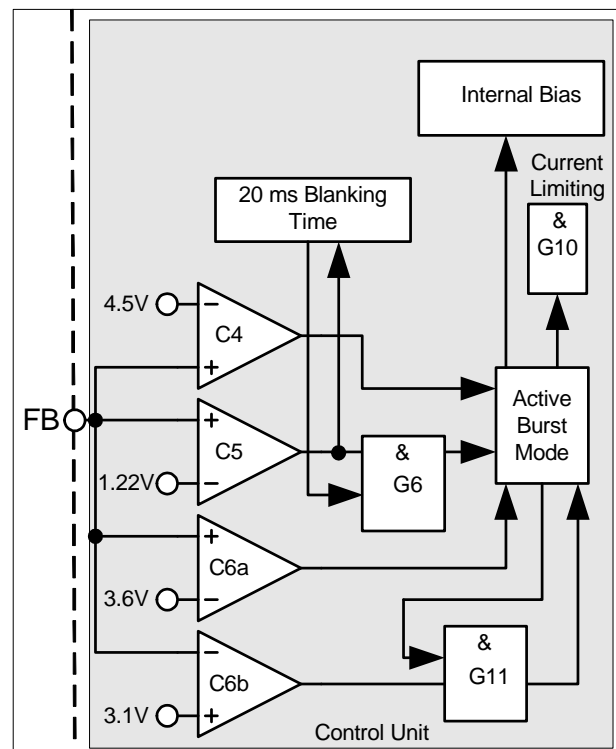 Internal Bias
Current
Limiting
20 ms Blanking
Time
&
G10
4.5V
−
C4
+
FB
+
C5
−
1.22V
&
G6
Active
Burst
Mode
+
C6a
−
3.6V
−
C6b
+
3.1V
&
G11
Control Unit